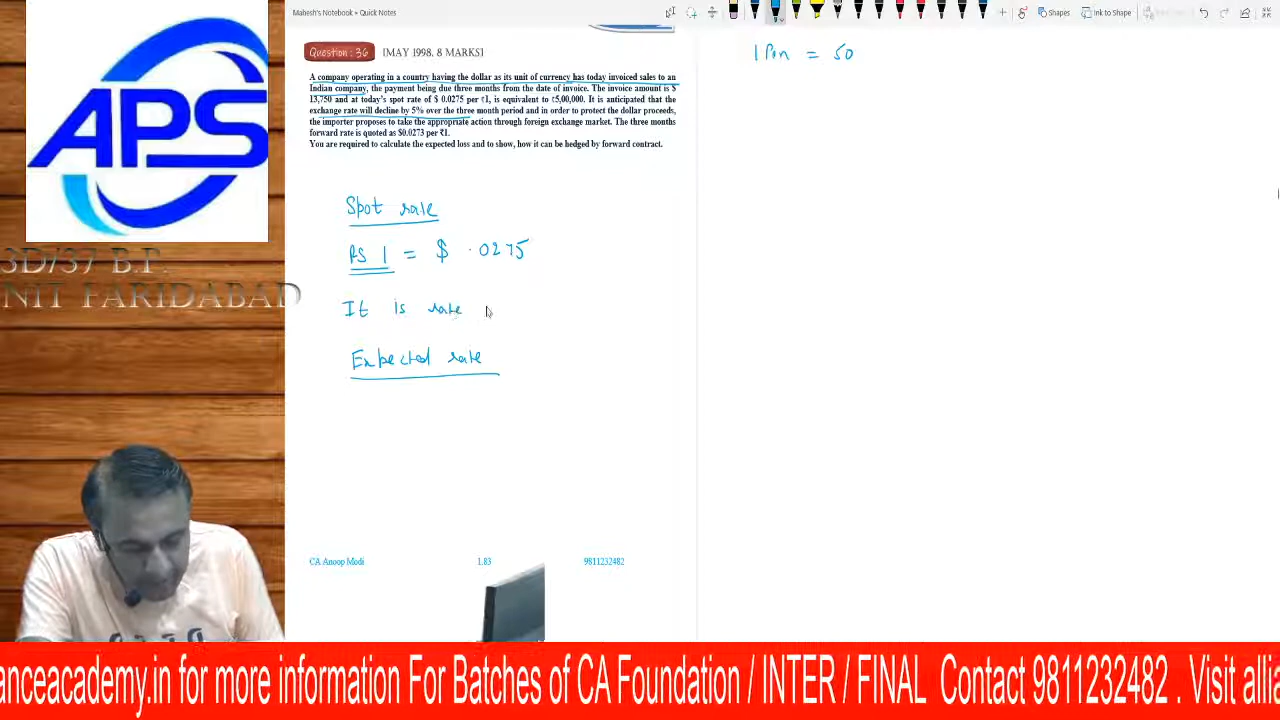 Mahesh's Notebook » Quick Notes
Shapes
Ink to Shape
APS
3D/37 B.P.
NIT FARIDABAD
Question : 36 [MAY 1998, 8 MARKS]
A company operating in a country having the dollar as its unit of currency has today invoiced sales to an
Indian company, the payment being due three months from the date of invoice. The invoice amount is $
13,750 and at today's spot rate of $ 0.0275 per ₹1, is equivalent to ₹5,00,000. It is anticipated that the
exchange rate will decline by 5% over the three month period and in order to protect the dollar proceeds,
the importer proposes to take the appropriate action through foreign exchange market. The three months
forward rate is quoted as $0.0273 per ₹1.
You are required to calculate the expected loss and to show, how it can be hedged by forward contract.
Spot rate
RS 1 = $ .0275
It is rate
Expected rate
CA Anoop Modi 1.83 9811232482
1 Pen = 50
anceacademy.in for more information For Batches of CA Foundation / INTER / FINAL Contact 9811232482 . Visit allia